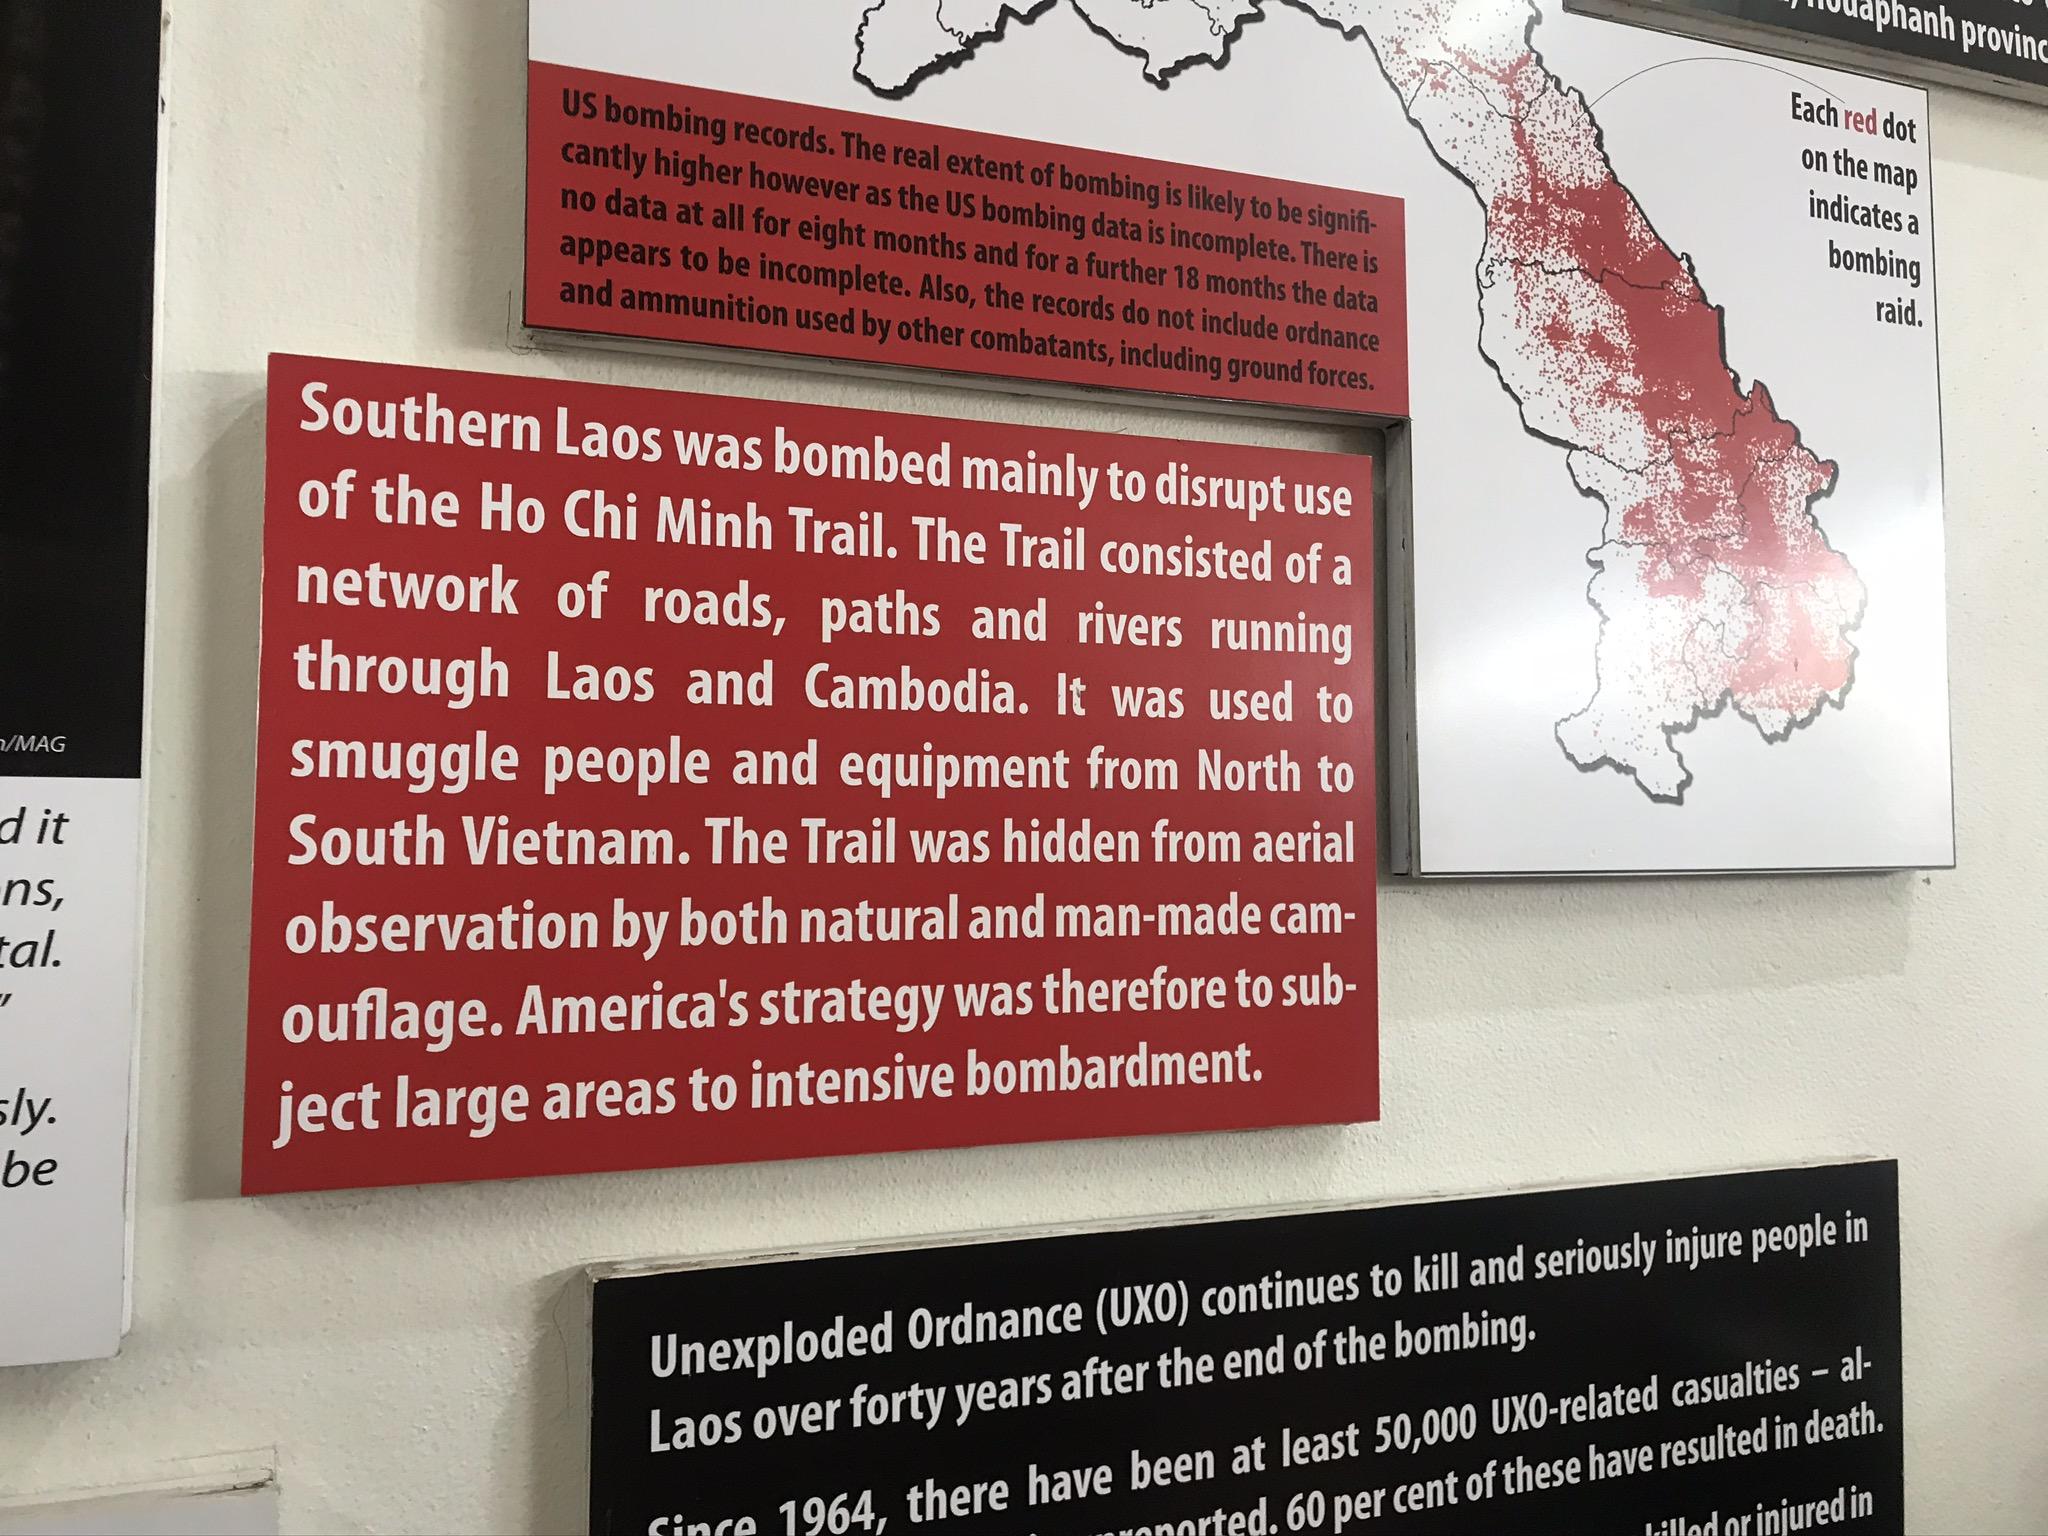 Houaphanh provinc
US bombing records. The real extent of bombing is likely to be signifi-
cantly higher however as the US bombing data is incomplete. There is
no data at all for eight months and for a further 18 months the data
appears to be incomplete. Also, the records do not include ordnance
and ammunition used by other combatants, including ground forces.
Each red dot
on the map
indicates a
bombing
raid.
Southern Laos was bombed mainly to disrupt use
of the Ho Chi Minh Trail. The Trail consisted of a
network of roads, paths and rivers running
through Laos and Cambodia. It was used to
smuggle people and equipment from North to
South Vietnam. The Trail was hidden from aerial
observation by both natural and man-made cam-
ouflage. America's strategy was therefore to sub-
ject large areas to intensive bombardment.
n/MAG
d it
ns,
tal.
"
sly.
be
Unexploded Ordnance (UXO) continues to kill and seriously injure people in
Laos over forty years after the end of the bombing.
Since 1964, there have been at least 50,000 UXO-related casualties – al-
reported. 60 per cent of these have resulted in death.
killed or injured in